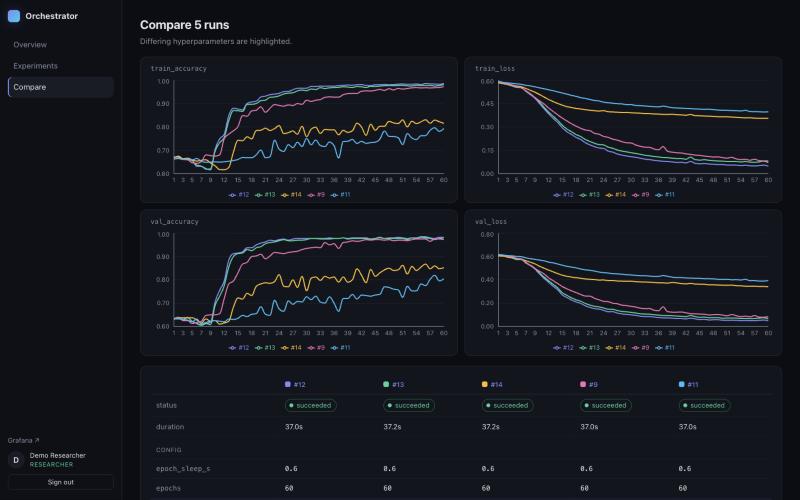 Orchestrator
Overview
Experiments
Compare
Grafana ↗
D
Demo Researcher
RESEARCHER
Sign out
Compare 5 runs
Differing hyperparameters are highlighted.
train_accuracy
1.00
0.90
0.80
0.70
0.60
1 3 5 7 9 12 15 18 21 24 27 30 33 36 39 42 45 48 51 54 57 60
#12 #13 #14 #9 #11
train_loss
0.60
0.45
0.30
0.15
0.00
1 3 5 7 9 12 15 18 21 24 27 30 33 36 39 42 45 48 51 54 57 60
#12 #13 #14 #9 #11
val_accuracy
1.00
0.90
0.80
0.70
0.60
1 3 5 7 9 12 15 18 21 24 27 30 33 36 39 42 45 48 51 54 57 60
#12 #13 #14 #9 #11
val_loss
0.80
0.60
0.40
0.20
0.00
1 3 5 7 9 12 15 18 21 24 27 30 33 36 39 42 45 48 51 54 57 60
#12 #13 #14 #9 #11
#12 #13 #14 #9 #11
status succeeded succeeded succeeded succeeded succeeded
duration 37.0s 37.2s 37.2s 37.0s 37.0s
CONFIG
epoch_sleep_s 0.6 0.6 0.6 0.6 0.6
epochs 60 60 60 60 60